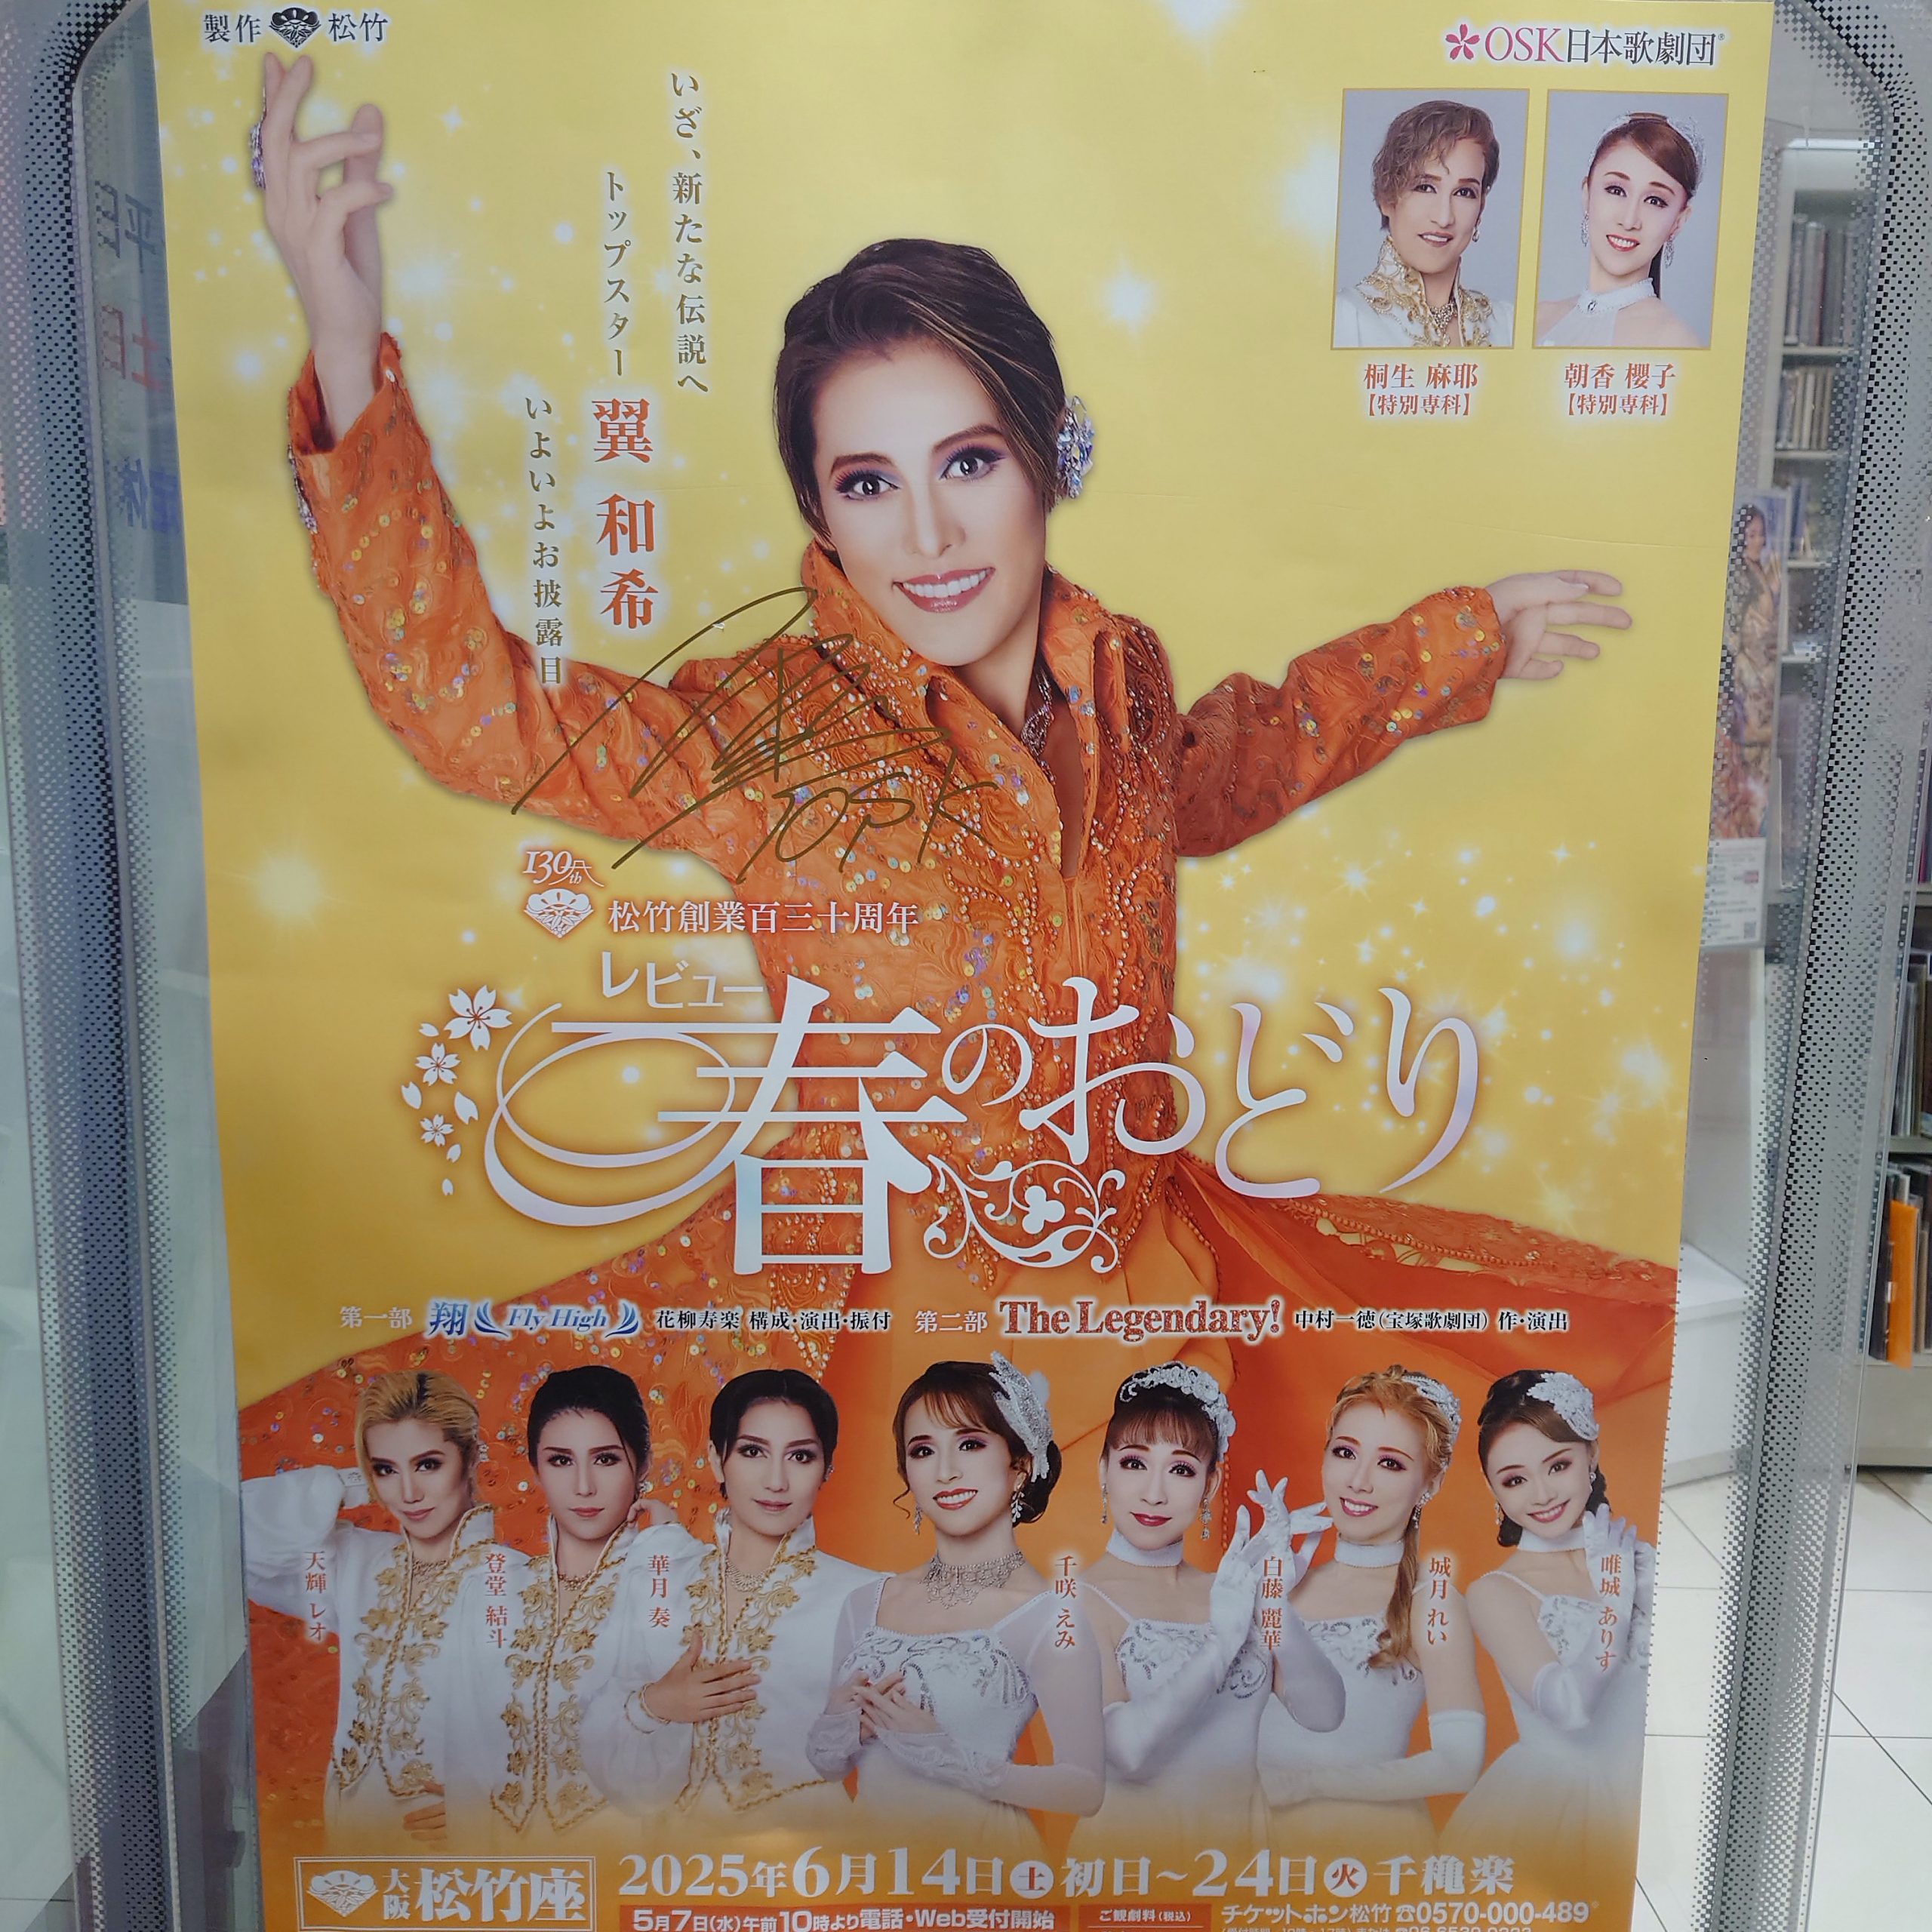 製作 松竹
OSK日本歌劇団
桐生 麻耶
【特別専科】
朝香 櫻子
【特別専科】
いざ、新たな伝説へ
トップスター 翼 和希
いよいよお披露目
OSK
130th
松竹創業百三十周年
レビュー
春のおどり
第一部 翔 Fly High 花柳寿楽 構成・演出・振付
第二部 The Legendary! 中村一徳(宝塚歌劇団) 作・演出
天輝 レオ
登堂 結斗
華月 奏
千咲 えみ
白藤 麗華
城月 れい
唯城 ありす
大阪 松竹座
2025年6月14日土初日~24日火千穐楽
5月7日(水)午前10時より電話・Web受付開始
ご観劇料(税込)
チケットホン松竹 ☎0570-000-489